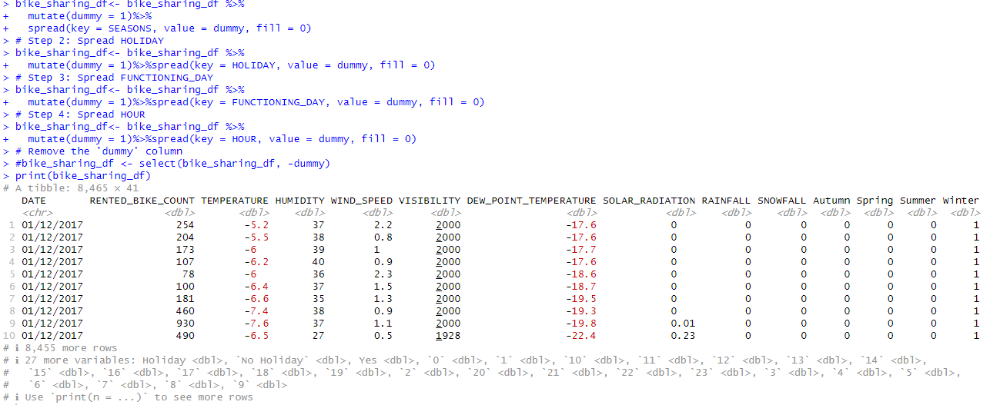 > bike_sharing_df<- bike_sharing_df %>%
+   mutate(dummy = 1)%>%
+   spread(key = SEASONS, value = dummy, fill = 0)
> # Step 2: Spread HOLIDAY
> bike_sharing_df<- bike_sharing_df %>%
+   mutate(dummy = 1)%>%spread(key = HOLIDAY, value = dummy, fill = 0)
> # Step 3: Spread FUNCTIONING_DAY
> bike_sharing_df<- bike_sharing_df %>%
+   mutate(dummy = 1)%>%spread(key = FUNCTIONING_DAY, value = dummy, fill = 0)
> # Step 4: Spread HOUR
> bike_sharing_df<- bike_sharing_df %>%
+   mutate(dummy = 1)%>%spread(key = HOUR, value = dummy, fill = 0)
> # Remove the 'dummy' column
> #bike_sharing_df <- select(bike_sharing_df, -dummy)
> print(bike_sharing_df)
# A tibble: 8,465 × 41
DATE RENTED_BIKE_COUNT TEMPERATURE HUMIDITY WIND_SPEED VISIBILITY DEW_POINT_TEMPERATURE SOLAR_RADIATION RAINFALL SNOWFALL Autumn Spring Summer Winter
<chr> <dbl> <dbl> <dbl> <dbl> <dbl> <dbl> <dbl> <dbl> <dbl> <dbl> <dbl> <dbl> <dbl>
1 01/12/2017 254 -5.2 37 2.2 2000 -17.6 0 0 0 0 0 0 1
2 01/12/2017 204 -5.5 38 0.8 2000 -17.6 0 0 0 0 0 0 1
3 01/12/2017 173 -6 39 1 2000 -17.7 0 0 0 0 0 0 1
4 01/12/2017 107 -6.2 40 0.9 2000 -17.6 0 0 0 0 0 0 1
5 01/12/2017 78 -6 36 2.3 2000 -18.6 0 0 0 0 0 0 1
6 01/12/2017 100 -6.4 37 1.5 2000 -18.7 0 0 0 0 0 0 1
7 01/12/2017 181 -6.6 35 1.3 2000 -19.5 0 0 0 0 0 0 1
8 01/12/2017 460 -7.4 38 0.9 2000 -19.3 0 0 0 0 0 0 1
9 01/12/2017 930 -7.6 37 1.1 2000 -19.8 0.01 0 0 0 0 0 1
10 01/12/2017 490 -6.5 27 0.5 1928 -22.4 0.23 0 0 0 0 0 1
# ℹ 8,455 more rows
# ℹ 27 more variables: Holiday <dbl>, `No Holiday` <dbl>, Yes <dbl>, `0` <dbl>, `1` <dbl>, `10` <dbl>, `11` <dbl>, `12` <dbl>, `13` <dbl>, `14` <dbl>,
#   `15` <dbl>, `16` <dbl>, `17` <dbl>, `18` <dbl>, `19` <dbl>, `2` <dbl>, `20` <dbl>, `21` <dbl>, `22` <dbl>, `23` <dbl>, `3` <dbl>, `4` <dbl>, `5` <dbl>,
#   `6` <dbl>, `7` <dbl>, `8` <dbl>, `9` <dbl>
# ℹ Use `print(n = ...)` to see more rows